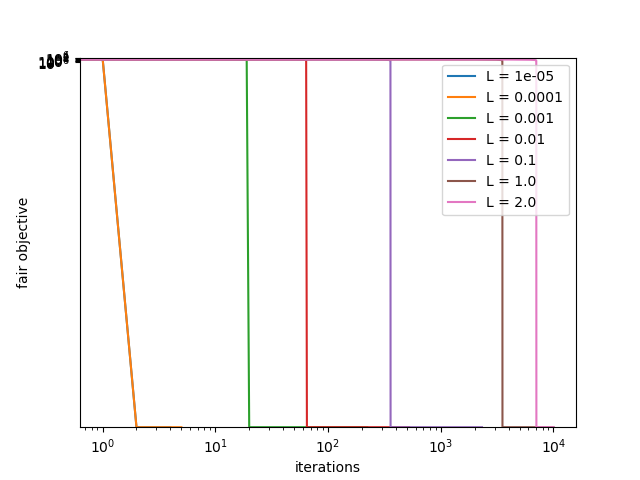 fair objective
L = 1e-05
L = 0.0001
L = 0.001
L = 0.01
L = 0.1
L = 1.0
L = 2.0
10⁰ 10¹ 10² 10³ 10⁴
iterations